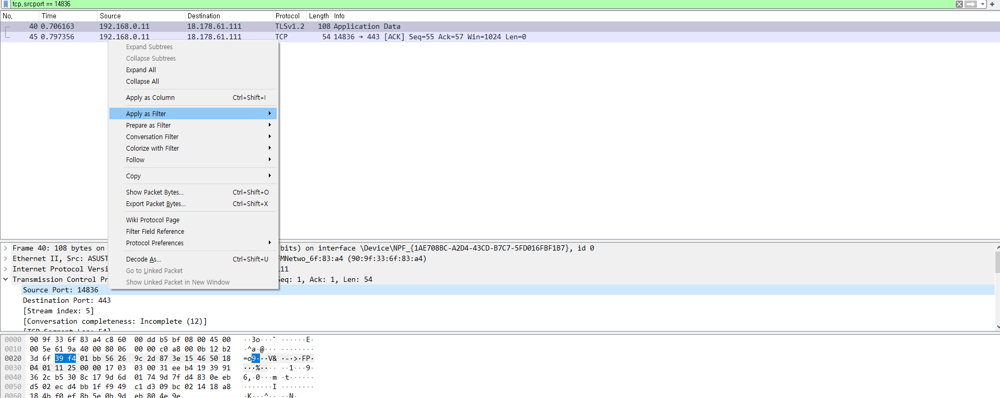 tcp.srcport == 14836
No. Time Source Destination Protocol Length Info
40 0.706163 192.168.0.11 18.178.61.111 TLSv1.2 108 Application Data
45 0.797356 192.168.0.11 18.178.61.111 TCP 54 14836 → 443 [ACK] Seq=55 Ack=57 Win=1024 Len=0
Expand Subtrees
Collapse Subtrees
Expand All
Collapse All
Apply as Column Ctrl+Shift+I
Apply as Filter
Prepare as Filter
Conversation Filter
Colorize with Filter
Follow
Copy
Show Packet Bytes... Ctrl+Shift+O
Export Packet Bytes... Ctrl+Shift+X
Wiki Protocol Page
Filter Field Reference
Protocol Preferences
Decode As... Ctrl+Shift+U
Go to Linked Packet
Show Linked Packet in New Window
Frame 40: 108 bytes on bits) on interface \Device\NPF_{1AE708BC-A2D4-43CD-B7C7-5FD016FBF1B7}, id 0
Ethernet II, Src: ASUST FMNetwo_6f:83:a4 (90:9f:33:6f:83:a4)
Internet Protocol Versi 111
Transmission Control Pr Seq: 1, Ack: 1, Len: 54
Source Port: 14836
Destination Port: 443
[Stream index: 5]
[Conversation completeness: Incomplete (12)]
[TCP Segment Len: 54]
0000 90 9f 33 6f 83 a4 c8 60 00 dd b5 bf 08 00 45 00 ··3o···` ······E·
0010 00 5e 61 9a 40 00 80 06 00 00 c0 a8 00 0b 12 b2 ·^a·@··· ········
0020 3d 6f 39 f4 01 bb 56 26 9c 2d 87 3e 15 46 50 18 =o9···V& ·-·>·FP·
0030 04 01 11 25 00 00 17 03 03 00 31 ee b4 19 39 91 ···%···· ··1···9·
0040 36 2c b5 30 8c 17 9d 6d 01 74 9d 7f d4 83 0e eb 6,·0···m ·t······
0050 d5 02 ec d4 bb 1f f9 49 c1 d3 09 bc 02 14 18 a8 ·······I ········
0060 18 4b f0 ef 8b 5e 0b 9d eb 80 4e 9e ·K···^·· ··N·